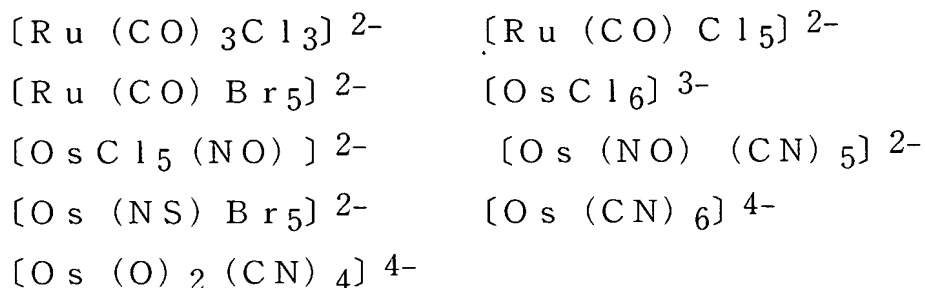 〔Ru (CO) 3Cl3〕2- 〔Ru (CO) Cl5〕2-
〔Ru (CO) Br5〕2- 〔OsCl6〕3-
〔OsCl5 (NO) 〕2- 〔Os (NO) (CN) 5〕2-
〔Os (NS) Br5〕2- 〔Os (CN) 6〕4-
〔Os (O) 2 (CN) 4〕4-